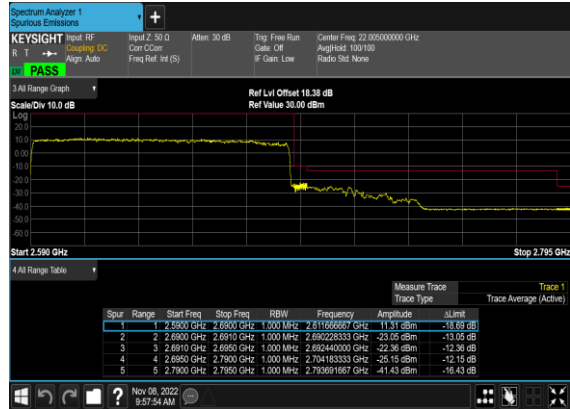 Spectrum Analyzer 1
Spurious Emissions
+
KEYSIGHT Input: RF Input Z: 50 Ω Atten: 30 dB Trig: Free Run Center Freq: 22.005000000 GHz
R T Coupling: DC Corr CCorr Gate: Off Avg|Hold: 100/100
Align: Auto Freq Ref: Int (S) IF Gain: Low Radio Std: None
PASS
3 All Range Graph
Ref Lvl Offset 18.38 dB
Scale/Div 10.0 dB Ref Value 30.00 dBm
Log
20.0
10.0
0.00
-10.0
-20.0
-30.0
-40.0
-50.0
-60.0
Start 2.590 GHz Stop 2.795 GHz
4 All Range Table
Measure Trace Trace 1
Trace Type Trace Average (Active)
Spur Range Start Freq Stop Freq RBW Frequency Amplitude ΔLimit
1 1 2.5900 GHz 2.6900 GHz 1.000 MHz 2.611666667 GHz 11.31 dBm -18.69 dB
2 2 2.6900 GHz 2.6910 GHz 1.000 MHz 2.690228333 GHz -23.05 dBm -13.05 dB
3 3 2.6910 GHz 2.6950 GHz 1.000 MHz 2.692440000 GHz -22.36 dBm -12.36 dB
4 4 2.6950 GHz 2.7900 GHz 1.000 MHz 2.704183333 GHz -25.15 dBm -12.15 dB
5 5 2.7900 GHz 2.7950 GHz 1.000 MHz 2.793691667 GHz -41.43 dBm -16.43 dB
? Nov 08, 2022
9:57:54 AM